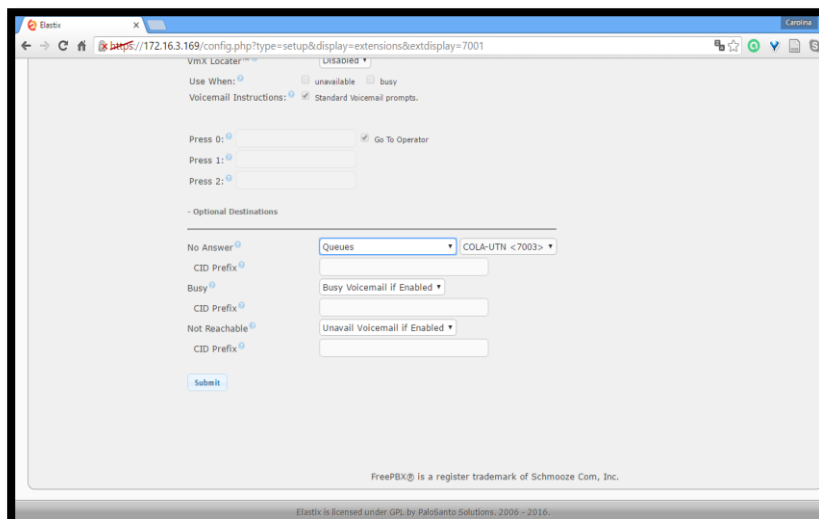 Elastix
Carolina
https://172.16.3.169/config.php?type=setup&display=extensions&extdisplay=7001
VmX Locater™ Disabled
Use When: unavailable busy
Voicemail Instructions: Standard Voicemail prompts.
Press 0: Go To Operator
Press 1:
Press 2:
- Optional Destinations
No Answer Queues COLA-UTN <7003>
CID Prefix
Busy Busy Voicemail if Enabled
CID Prefix
Not Reachable Unavail Voicemail if Enabled
CID Prefix
Submit
FreePBX® is a register trademark of Schmooze Com, Inc.
Elastix is licensed under GPL by PaloSanto Solutions. 2006 - 2016.